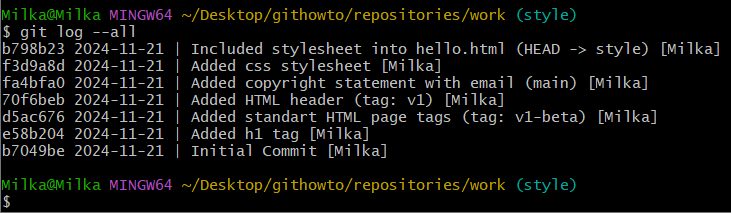 Milka@Milka MINGW64 ~/Desktop/githowto/repositories/work (style)
$ git log --all
b798b23 2024-11-21 | Included stylesheet into hello.html (HEAD -> style) [Milka]
f3d9a8d 2024-11-21 | Added css stylesheet [Milka]
fa4bfa0 2024-11-21 | Added copyright statement with email (main) [Milka]
70f6beb 2024-11-21 | Added HTML header (tag: v1) [Milka]
d5ac676 2024-11-21 | Added standart HTML page tags (tag: v1-beta) [Milka]
e58b204 2024-11-21 | Added h1 tag [Milka]
b7049be 2024-11-21 | Initial Commit [Milka]
Milka@Milka MINGW64 ~/Desktop/githowto/repositories/work (style)
$